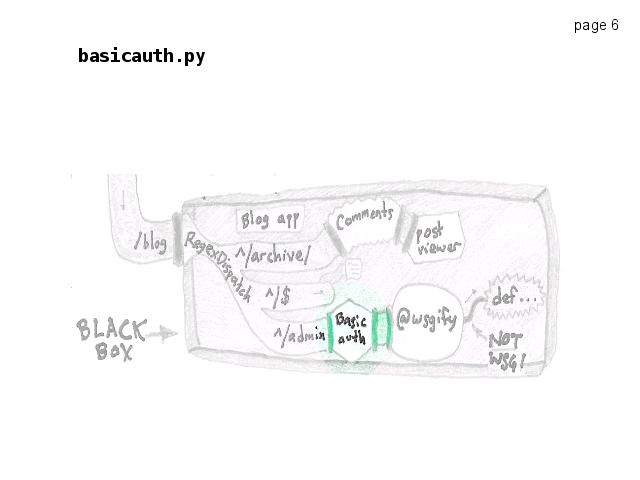 page 6
basicauth.py
Blog app
Comments
post
viewer
/blog
RegexDispatch
^/archive/
^/$
^/admin
Basic
auth
@wsgify
def...
NOT
WSGI
BLACK
BOX